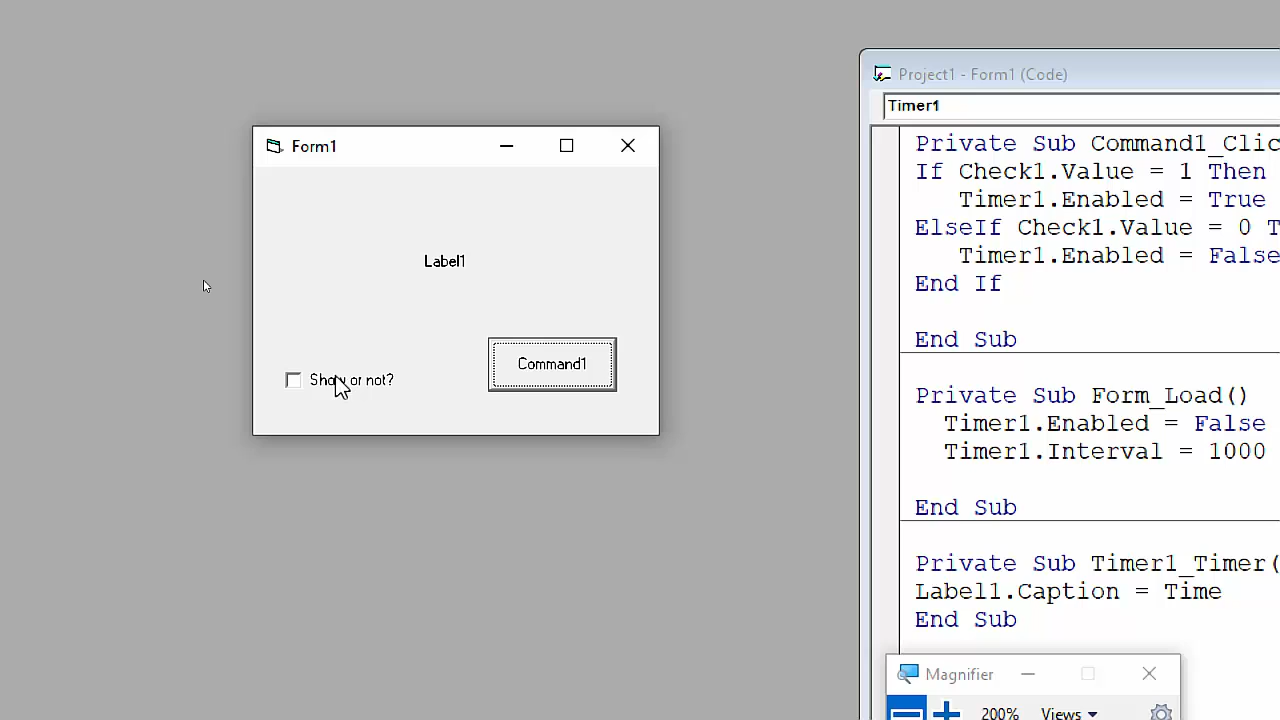 Form1
Label1
Show or not?
Command1
Project1 - Form1 (Code)
Timer1
Private Sub Command1_Clic
If Check1.Value = 1 Then
Timer1.Enabled = True
ElseIf Check1.Value = 0 T
Timer1.Enabled = False
End If
End Sub
Private Sub Form_Load()
Timer1.Enabled = False
Timer1.Interval = 1000
End Sub
Private Sub Timer1_Timer(
Label1.Caption = Time
End Sub
Magnifier
200% Views